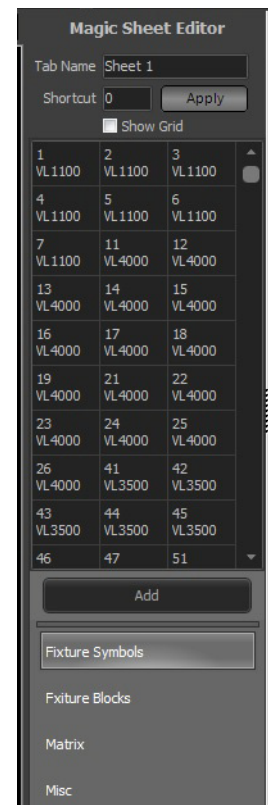 Magic Sheet Editor
Tab Name Sheet 1
Shortcut 0 Apply
Show Grid
1 2 3
VL1100 VL1100 VL1100
4 5 6
VL1100 VL1100 VL1100
7 11 12
VL1100 VL4000 VL4000
13 14 15
VL4000 VL4000 VL4000
16 17 18
VL4000 VL4000 VL4000
19 21 22
VL4000 VL4000 VL4000
23 24 25
VL4000 VL4000 VL4000
26 41 42
VL4000 VL3500 VL3500
43 44 45
VL3500 VL3500 VL3500
46 47 51
Add
Fixture Symbols
Fxiture Blocks
Matrix
Misc